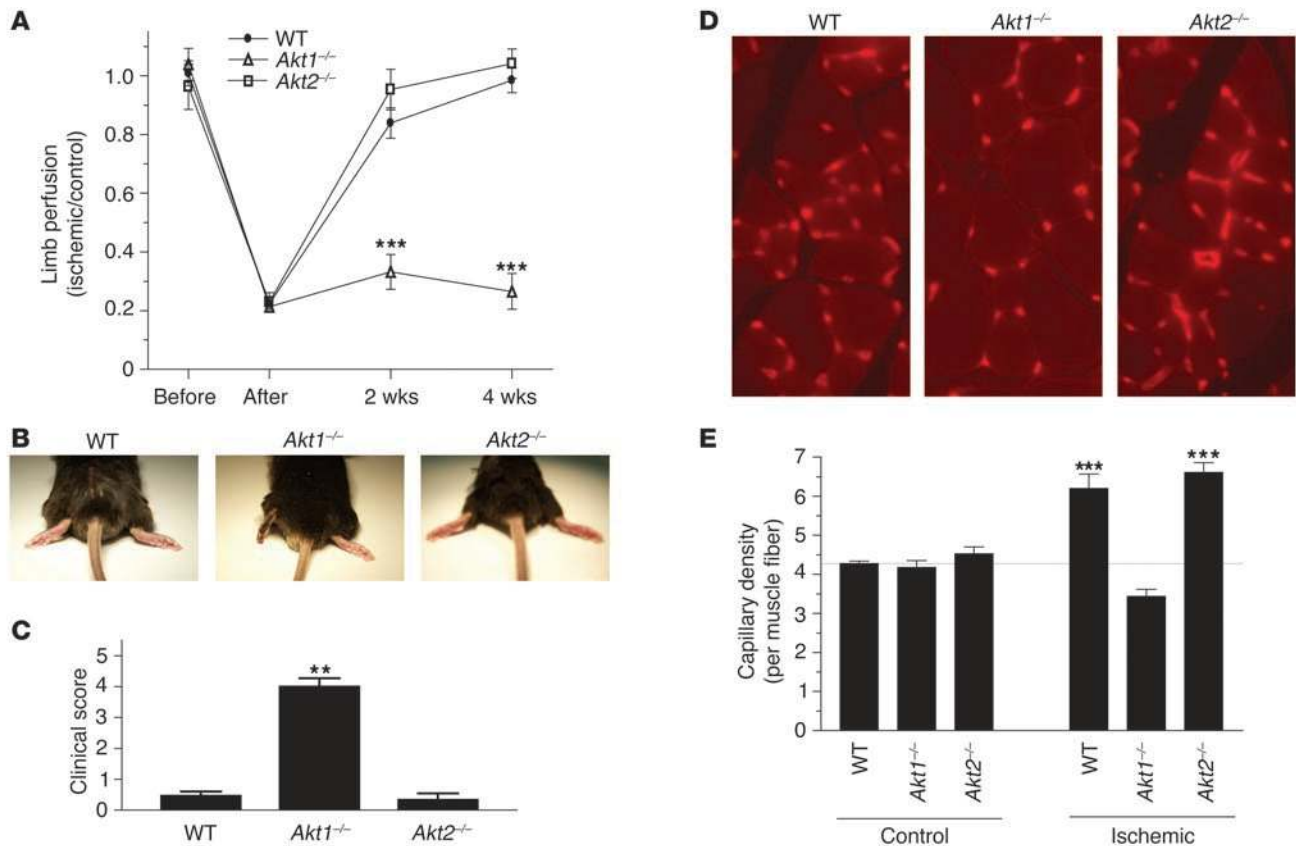 A
WT
Akt1⁻/⁻
Akt2⁻/⁻
Limb perfusion
(ischemic/control)
1.0
0.8
0.6
0.4
0.2
0
***
***
Before After 2 wks 4 wks
B
WT Akt1⁻/⁻ Akt2⁻/⁻
C
Clinical score
5
4
3
2
1
0
**
WT Akt1⁻/⁻ Akt2⁻/⁻
D
WT Akt1⁻/⁻ Akt2⁻/⁻
E
Capillary density
(per muscle fiber)
7
6
5
4
3
2
1
0
*** ***
WT Akt1⁻/⁻ Akt2⁻/⁻ WT Akt1⁻/⁻ Akt2⁻/⁻
Control Ischemic